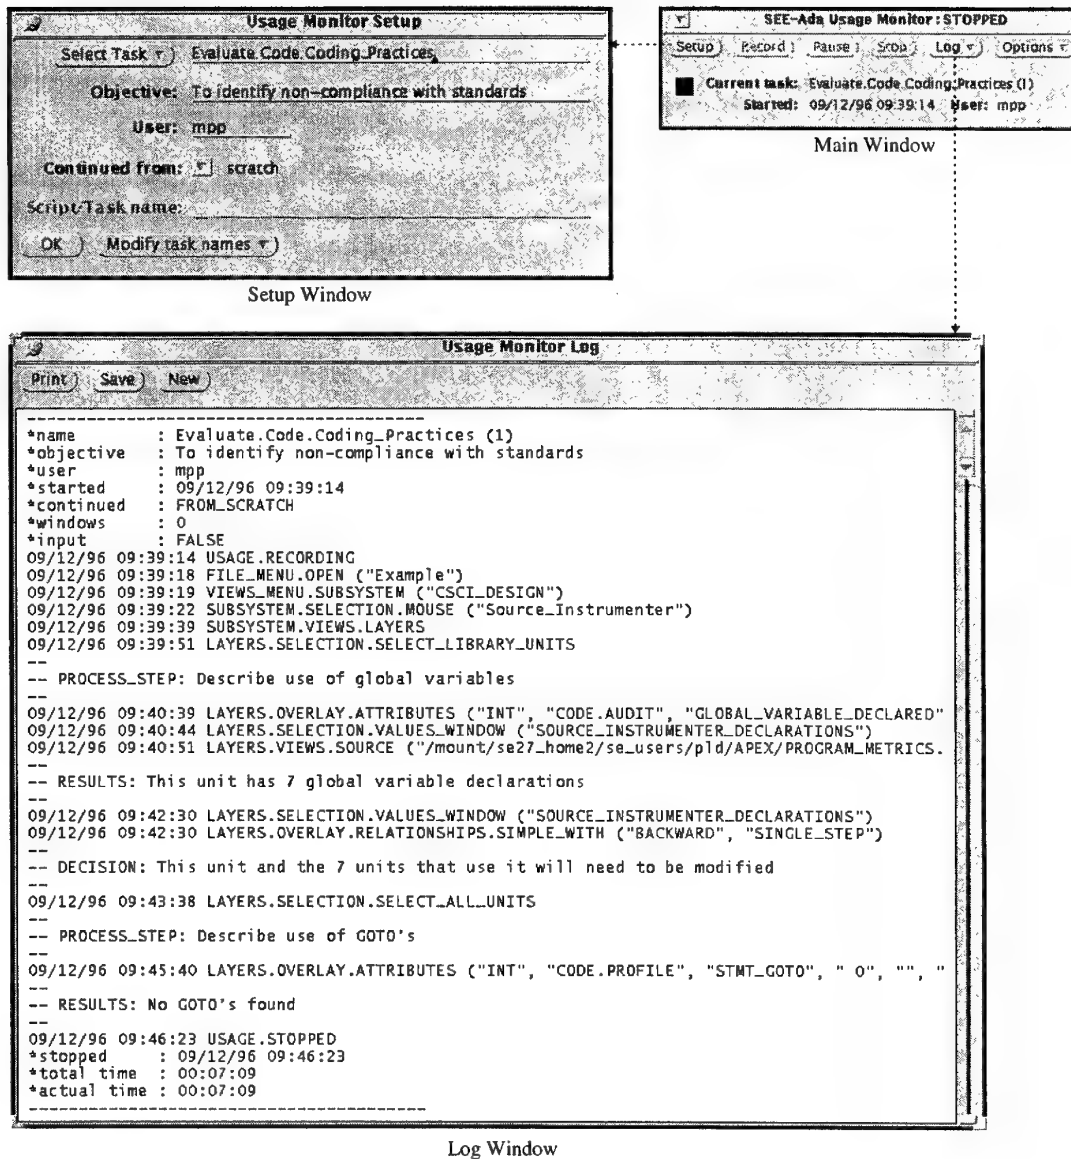 Usage Monitor Setup
Select Task Evaluate.Code.Coding_Practices
Objective: To identify non-compliance with standards
User: mpp
Continued from: scratch
Script/Task name:
OK Modify task names
Setup Window
SEE-Ada Usage Monitor: STOPPED
Setup Record Pause Stop Log Options
Current task: Evaluate.Code.Coding_Practices (1)
Started: 09/12/96 09:39:14 User: mpp
Main Window
Usage Monitor Log
Print Save New
----------------------------------------
*name : Evaluate.Code.Coding_Practices (1)
*objective : To identify non-compliance with standards
*user : mpp
*started : 09/12/96 09:39:14
*continued : FROM_SCRATCH
*windows : 0
*input : FALSE
09/12/96 09:39:14 USAGE.RECORDING
09/12/96 09:39:18 FILE_MENU.OPEN ("Example")
09/12/96 09:39:19 VIEWS_MENU.SUBSYSTEM ("CSCI_DESIGN")
09/12/96 09:39:22 SUBSYSTEM.SELECTION.MOUSE ("Source_Instrumenter")
09/12/96 09:39:39 SUBSYSTEM.VIEWS.LAYERS
09/12/96 09:39:51 LAYERS.SELECTION.SELECT_LIBRARY_UNITS
--
-- PROCESS_STEP: Describe use of global variables
--
09/12/96 09:40:39 LAYERS.OVERLAY.ATTRIBUTES ("INT", "CODE.AUDIT", "GLOBAL_VARIABLE_DECLARED"
09/12/96 09:40:44 LAYERS.SELECTION.VALUES_WINDOW ("SOURCE_INSTRUMENTER_DECLARATIONS")
09/12/96 09:40:51 LAYERS.VIEWS.SOURCE ("/mount/se27_home2/se_users/pld/APEX/PROGRAM_METRICS.
--
-- RESULTS: This unit has 7 global variable declarations
--
09/12/96 09:42:30 LAYERS.SELECTION.VALUES_WINDOW ("SOURCE_INSTRUMENTER_DECLARATIONS")
09/12/96 09:42:30 LAYERS.OVERLAY.RELATIONSHIPS.SIMPLE_WITH ("BACKWARD", "SINGLE_STEP")
--
-- DECISION: This unit and the 7 units that use it will need to be modified
--
09/12/96 09:43:38 LAYERS.SELECTION.SELECT_ALL_UNITS
--
-- PROCESS_STEP: Describe use of GOTO's
--
09/12/96 09:45:40 LAYERS.OVERLAY.ATTRIBUTES ("INT", "CODE.PROFILE", "STMT_GOTO", " 0", "", "
--
-- RESULTS: No GOTO's found
--
09/12/96 09:46:23 USAGE.STOPPED
*stopped : 09/12/96 09:46:23
*total time : 00:07:09
*actual time : 00:07:09
----------------------------------------
Log Window